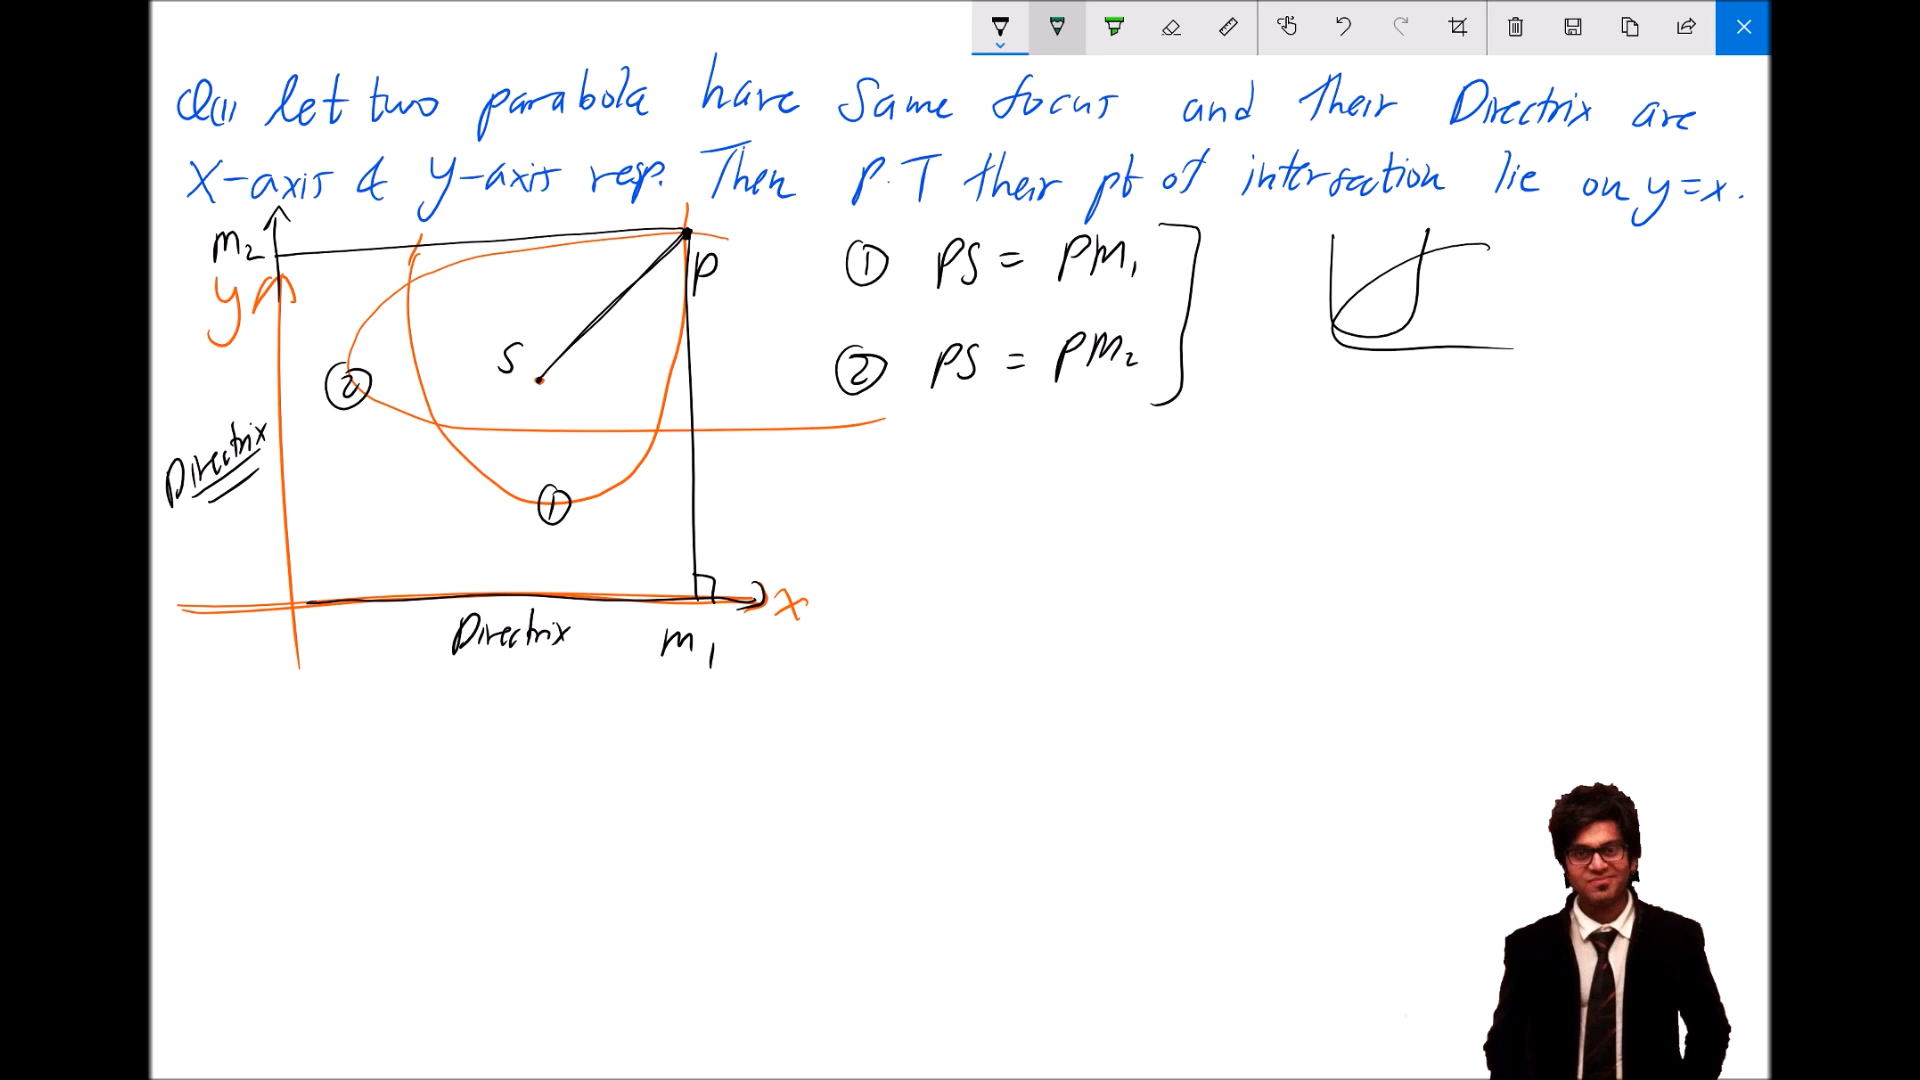 Q(1) let two parabola have Same focus and their Directrix are
X-axis & y-axis resp. Then P.T their pt of intersection lie on y=x.
M2
P
① PS = PM1
y
S
② PS = PM2
②
Directrix
①
x
Directrix
M1